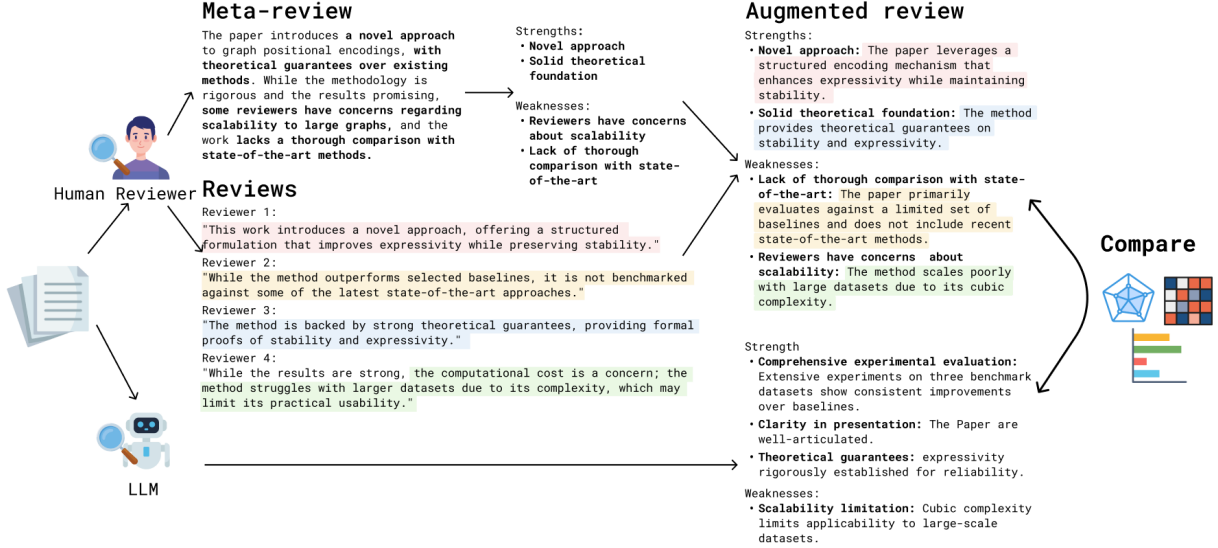 Meta-review
The paper introduces a novel approach
to graph positional encodings, with
theoretical guarantees over existing
methods. While the methodology is
rigorous and the results promising,
some reviewers have concerns regarding
scalability to large graphs, and the
work lacks a thorough comparison with
state-of-the-art methods.
Strengths:
• Novel approach
• Solid theoretical
foundation
Weaknesses:
• Reviewers have concerns
about scalability
• Lack of thorough
comparison with state-
of-the-art
Human Reviewer
Reviews
Reviewer 1:
"This work introduces a novel approach, offering a structured
formulation that improves expressivity while preserving stability."
Reviewer 2:
"While the method outperforms selected baselines, it is not benchmarked
against some of the latest state-of-the-art approaches."
Reviewer 3:
"The method is backed by strong theoretical guarantees, providing formal
proofs of stability and expressivity."
Reviewer 4:
"While the results are strong, the computational cost is a concern; the
method struggles with larger datasets due to its complexity, which may
limit its practical usability."
LLM
Augmented review
Strengths:
• Novel approach: The paper leverages a
structured encoding mechanism that
enhances expressivity while maintaining
stability.
• Solid theoretical foundation: The method
provides theoretical guarantees on
stability and expressivity.
Weaknesses:
• Lack of thorough comparison with state-
of-the-art: The paper primarily
evaluates against a limited set of
baselines and does not include recent
state-of-the-art methods.
• Reviewers have concerns about
scalability: The method scales poorly
with large datasets due to its cubic
complexity.
Strength
• Comprehensive experimental evaluation:
Extensive experiments on three benchmark
datasets show consistent improvements
over baselines.
• Clarity in presentation: The Paper are
well-articulated.
• Theoretical guarantees: expressivity
rigorously established for reliability.
Weaknesses:
• Scalability limitation: Cubic complexity
limits applicability to large-scale
datasets.
Compare